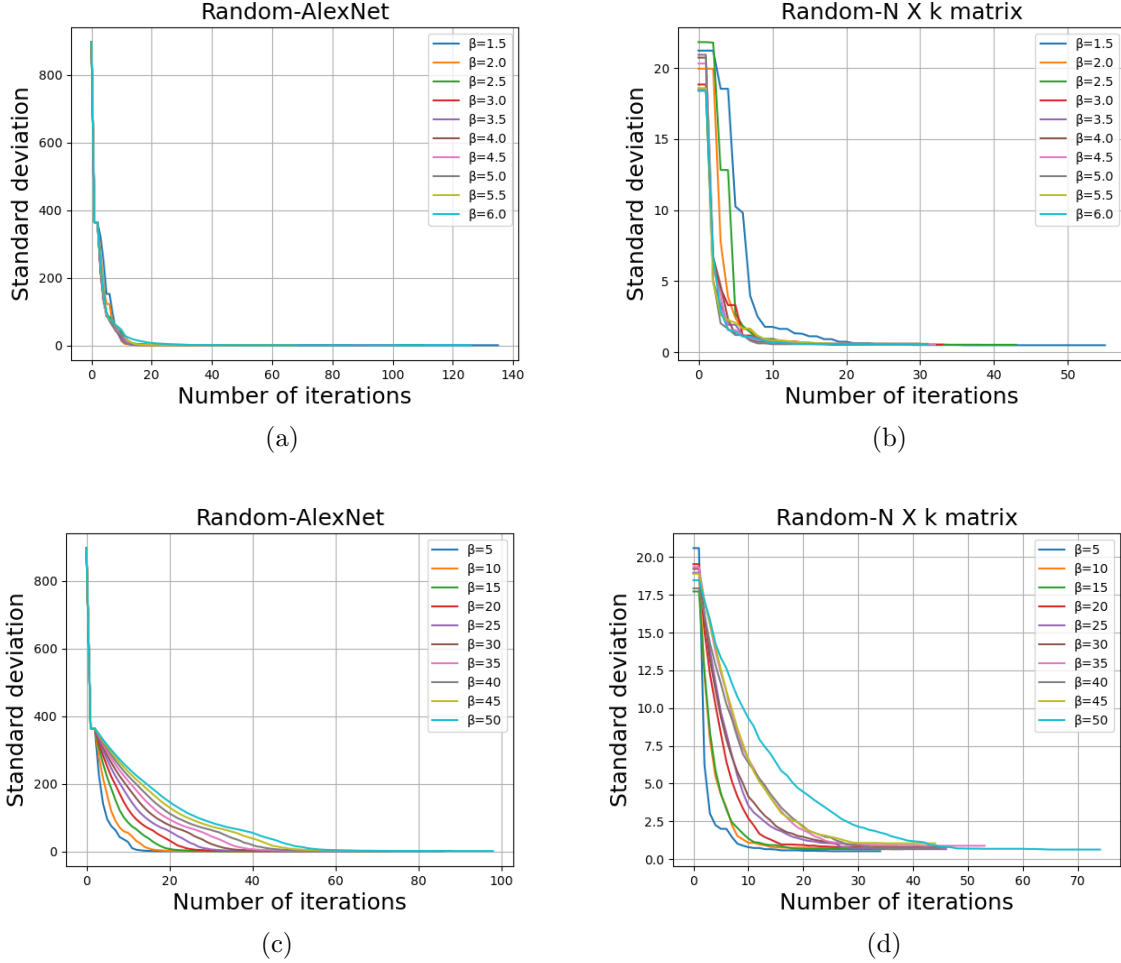 Random-AlexNet
Standard deviation
800
600
400
200
0
0 20 40 60 80 100 120 140
Number of iterations
β=1.5
β=2.0
β=2.5
β=3.0
β=3.5
β=4.0
β=4.5
β=5.0
β=5.5
β=6.0
(a)
Random-N X k matrix
Standard deviation
20
15
10
5
0
0 10 20 30 40 50
Number of iterations
β=1.5
β=2.0
β=2.5
β=3.0
β=3.5
β=4.0
β=4.5
β=5.0
β=5.5
β=6.0
(b)
Random-AlexNet
Standard deviation
800
600
400
200
0
0 20 40 60 80 100
Number of iterations
β=5
β=10
β=15
β=20
β=25
β=30
β=35
β=40
β=45
β=50
(c)
Random-N X k matrix
Standard deviation
20.0
17.5
15.0
12.5
10.0
7.5
5.0
2.5
0.0
0 10 20 30 40 50 60 70
Number of iterations
β=5
β=10
β=15
β=20
β=25
β=30
β=35
β=40
β=45
β=50
(d)